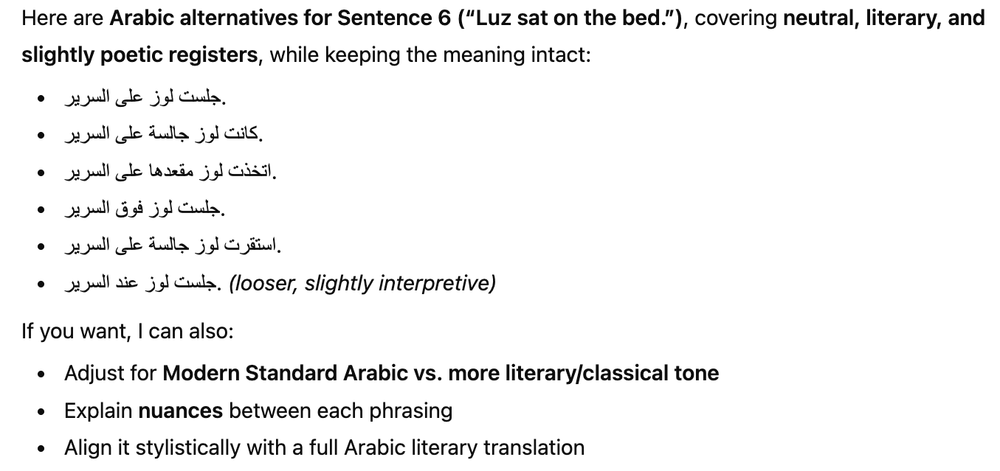 Here are Arabic alternatives for Sentence 6 (“Luz sat on the bed.”), covering neutral, literary, and
slightly poetic registers, while keeping the meaning intact:
• جلست لوز على السرير.
• كانت لوز جالسة على السرير.
• اتخذت لوز مقعدها على السرير.
• جلست لوز فوق السرير.
• استقرت لوز جالسة على السرير.
• جلست لوز عند السرير. (looser, slightly interpretive)
If you want, I can also:
• Adjust for Modern Standard Arabic vs. more literary/classical tone
• Explain nuances between each phrasing
• Align it stylistically with a full Arabic literary translation